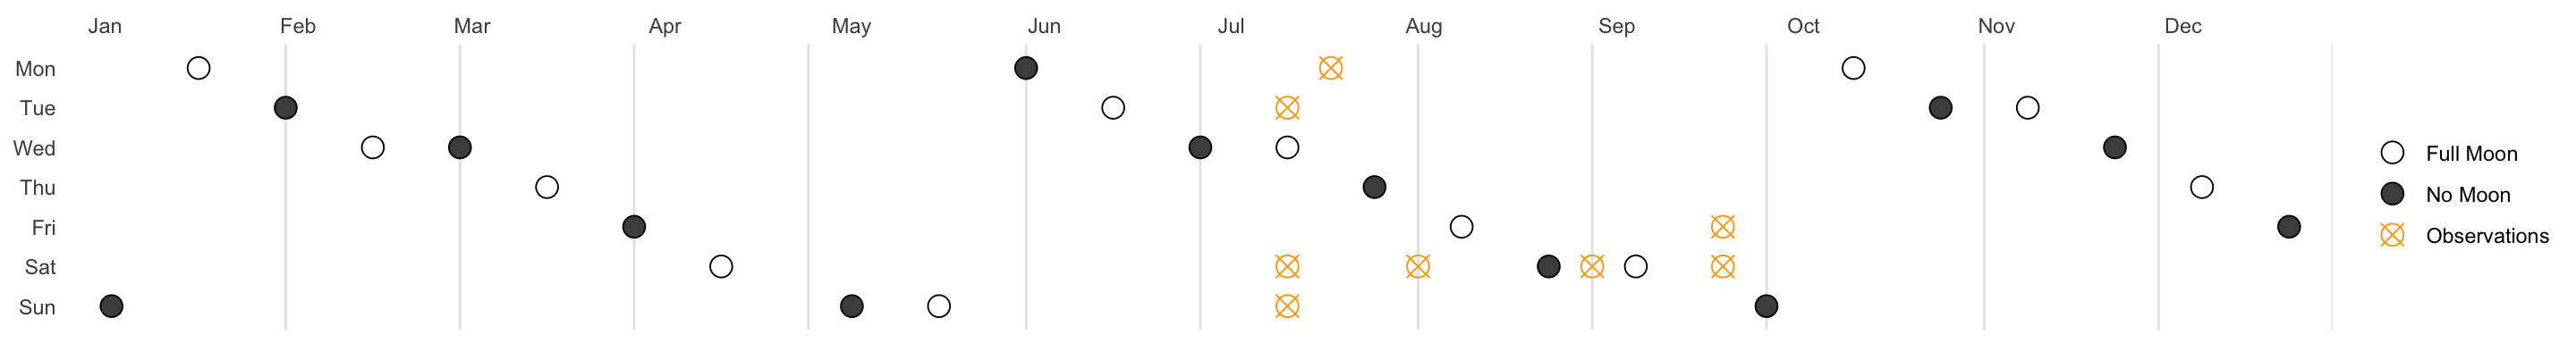 Jan Feb Mar Apr May Jun Jul Aug Sep Oct Nov Dec
Mon
Tue
Wed
Thu
Fri
Sat
Sun
Full Moon
No Moon
Observations